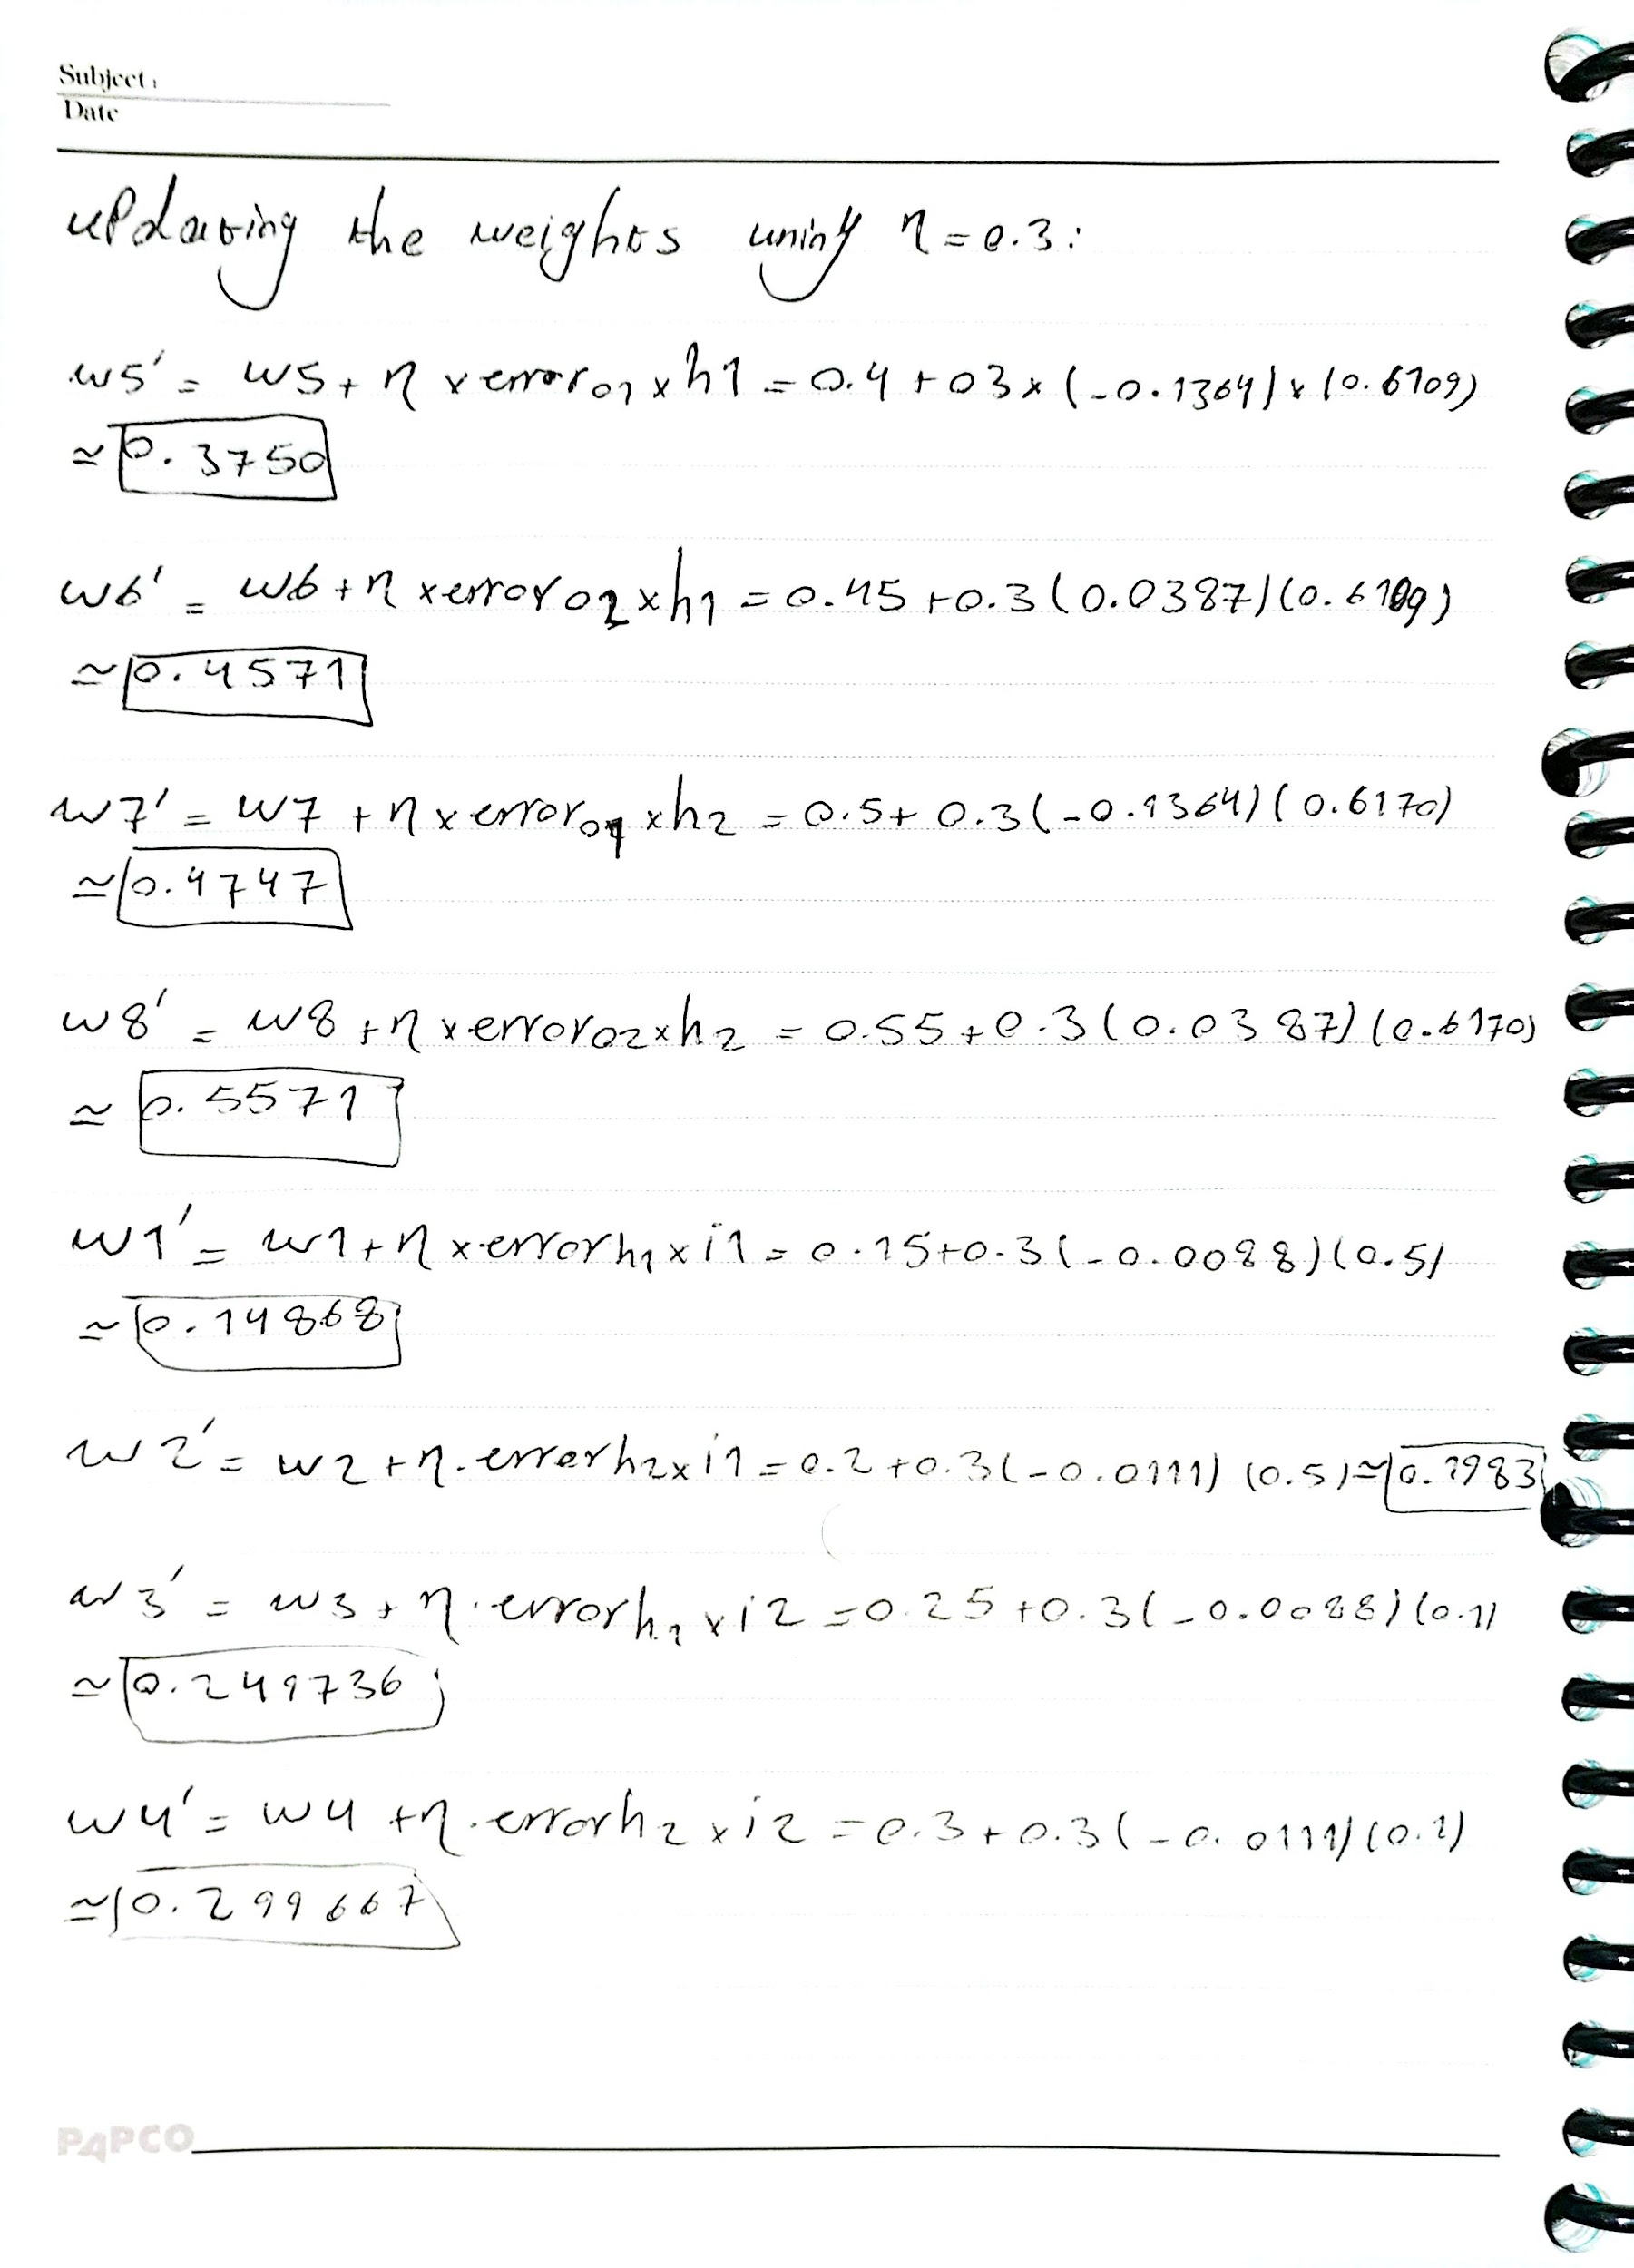 Subject:
Date
updating the weights using η = 0.3:
w5' = w5 + η × error o1 × h1 = 0.4 + 03 × (-0.1364) × (0.6109)
≃ 0.3750
w6' = w6 + η × error o2 × h1 = 0.45 + 0.3 (0.0387) (0.6109)
≃ 0.4571
w7' = w7 + η × error o1 × h2 = 0.5 + 0.3 (-0.1364) (0.6170)
≃ 0.4747
w8' = w8 + η × error o2 × h2 = 0.55 + 0.3 (0.0387) (0.6170)
≃ 0.5571
w1' = w1 + η × error h1 × i1 = 0.15 + 0.3 (-0.0088) (0.5)
≃ 0.14868
w2' = w2 + η . error h2 × i1 = 0.2 + 0.3 (-0.0111) (0.5) ≃ 0.1983
w3' = w3 + η . error h1 × i2 = 0.25 + 0.3 (-0.0088) (0.1)
≃ 0.249736
w4' = w4 + η . error h2 × i2 = 0.3 + 0.3 (-0.0111) (0.1)
≃ 0.299667
PAPCO